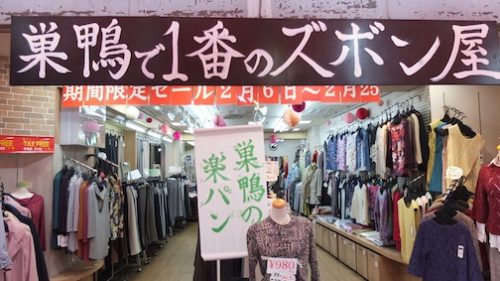 巣鴨で1番のズボン屋
期間限定セール2月6日〜2月25
TAX FREE
巣鴨の
楽パン
¥980